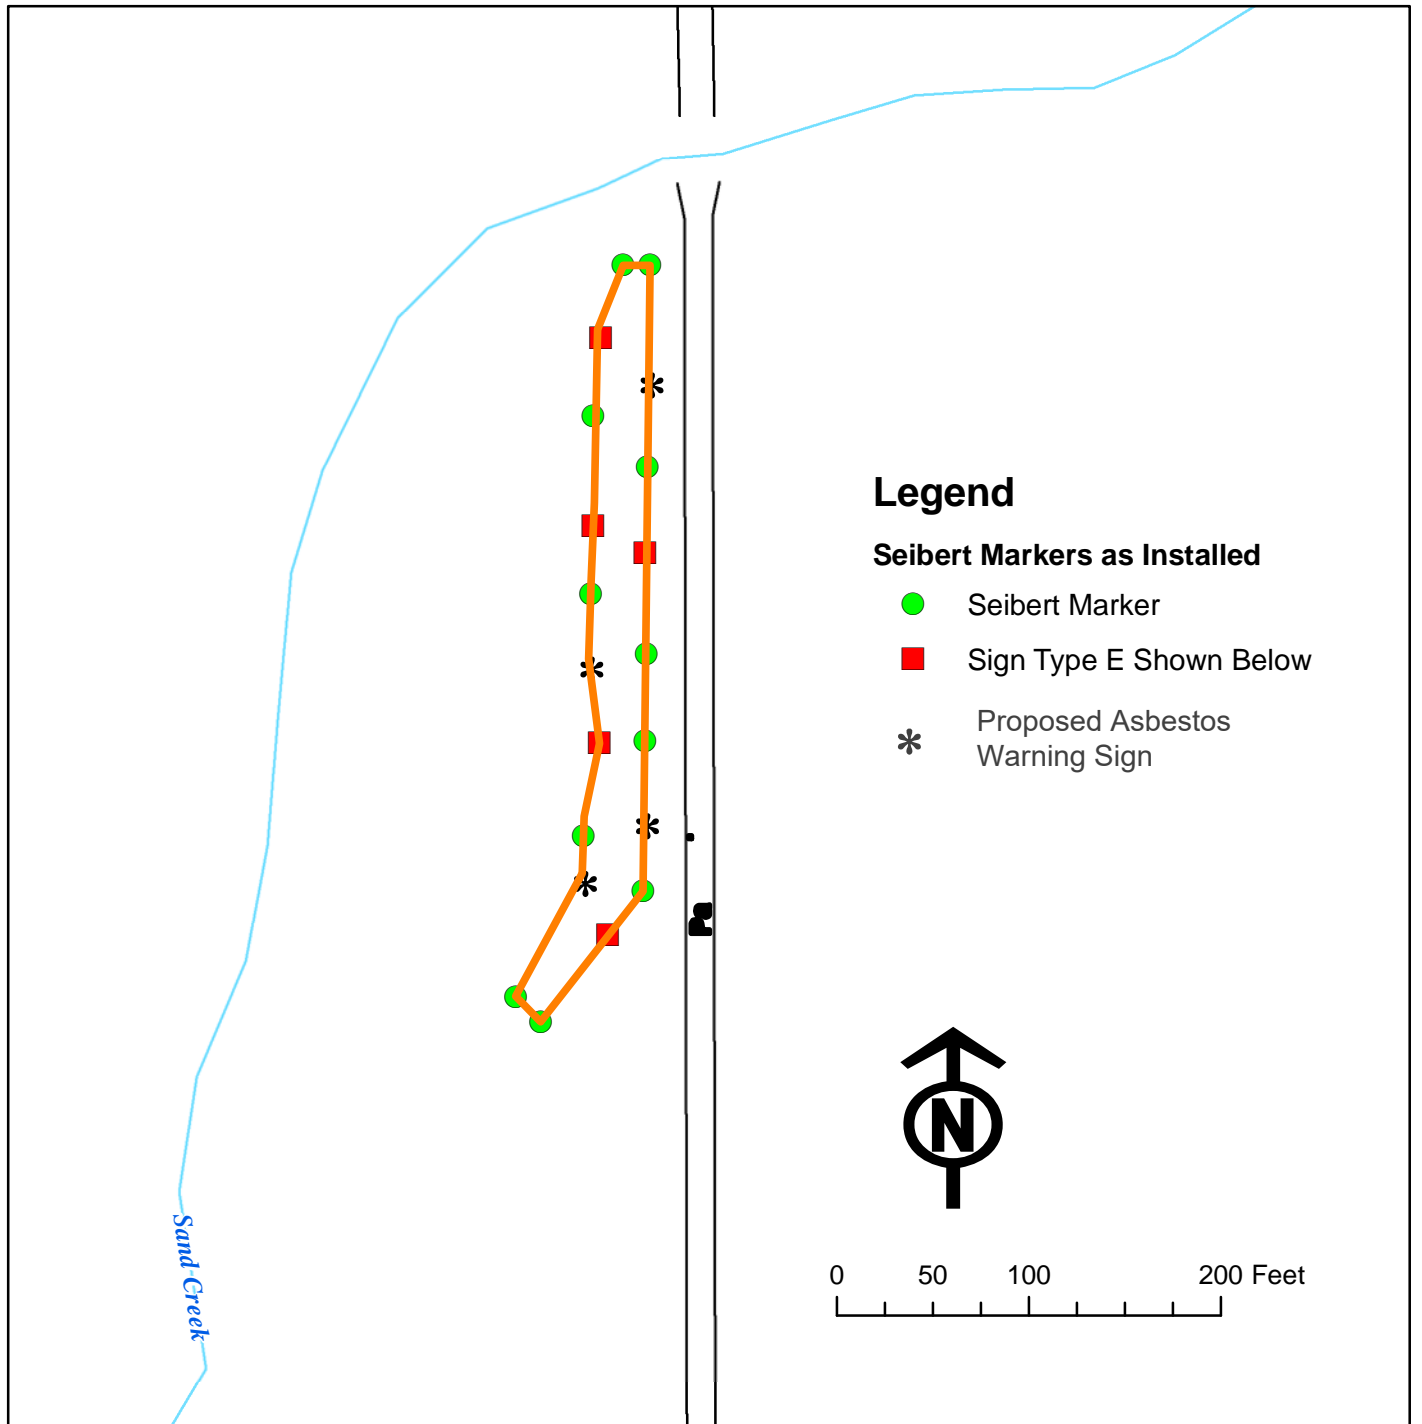 Legend
Seibert Markers as Installed
Seibert Marker
Sign Type E Shown Below
Proposed Asbestos
Warning Sign
Pa
N
0 50 100 200 Feet
Sand Creek